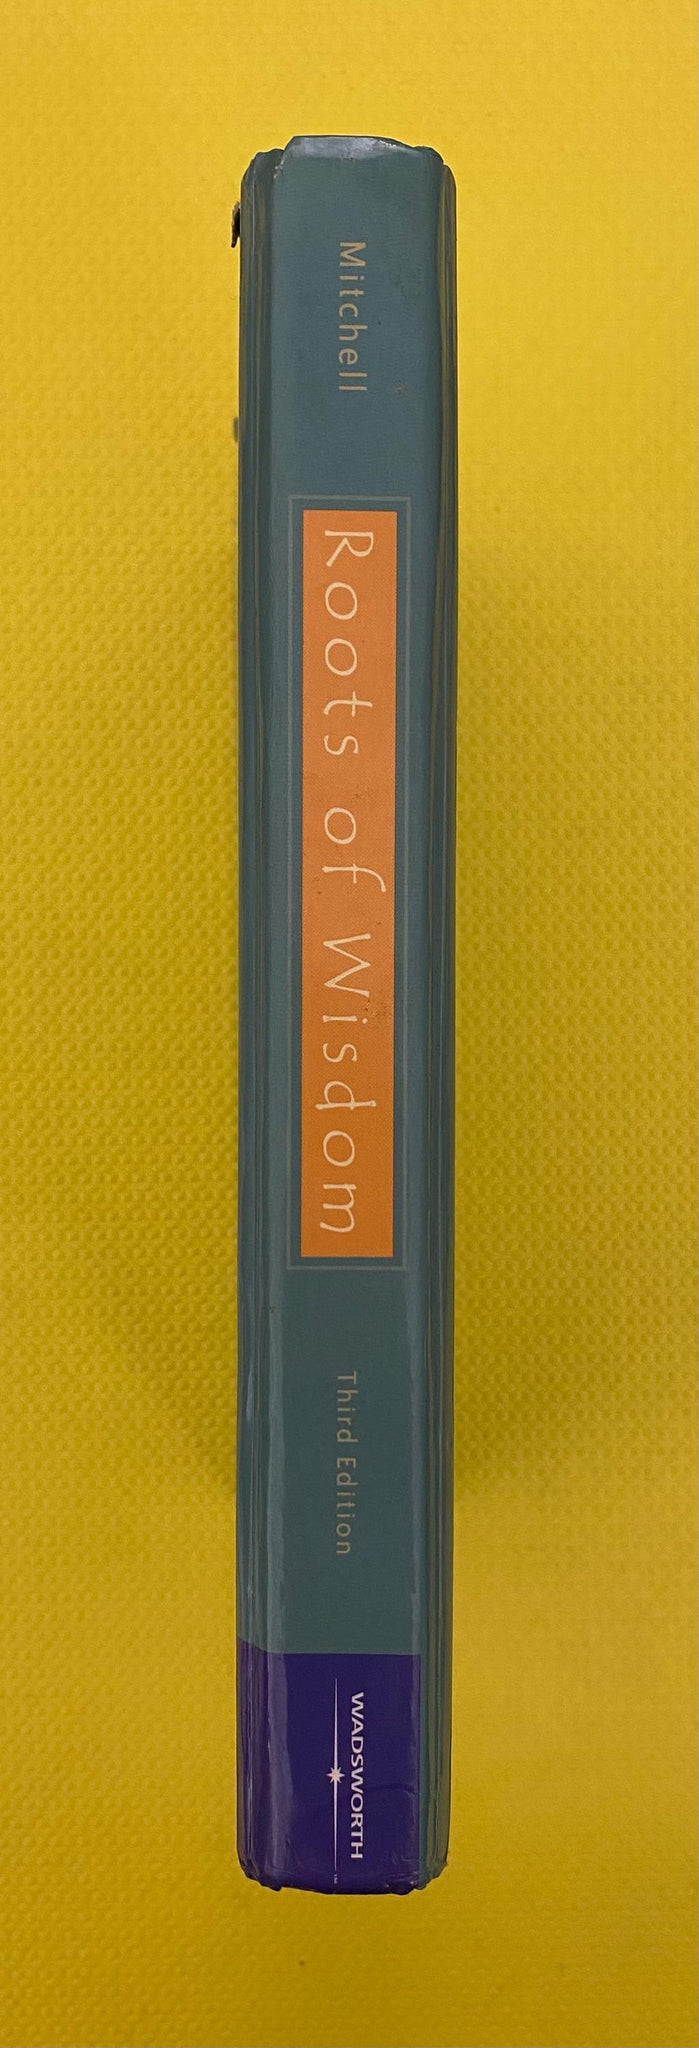 Mitchell
Roots of Wisdom
Third Edition
WADSWORTH